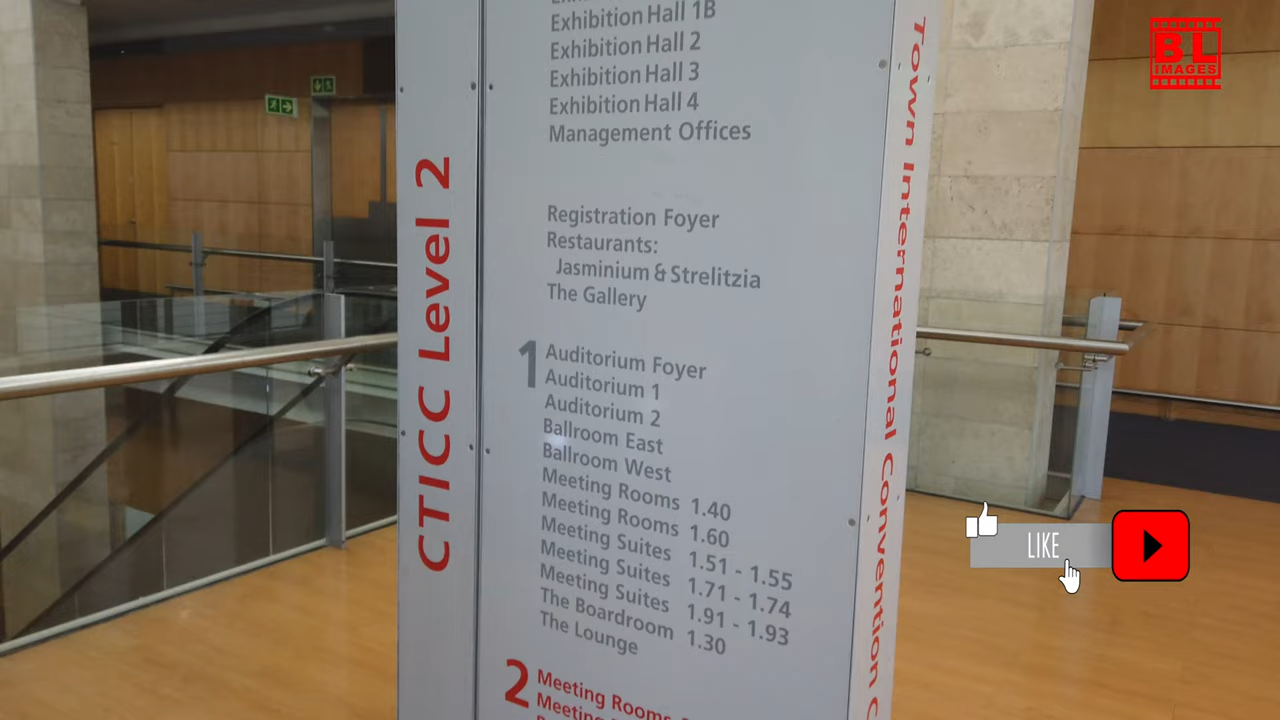 CTICC Level 2
Exhibition Hall 1B
Exhibition Hall 2
Exhibition Hall 3
Exhibition Hall 4
Management Offices
Registration Foyer
Restaurants:
Jasminium & Strelitzia
The Gallery
1
Auditorium Foyer
Auditorium 1
Auditorium 2
Ballroom East
Ballroom West
Meeting Rooms 1.40
Meeting Rooms 1.60
Meeting Suites 1.51 - 1.55
Meeting Suites 1.71 - 1.74
Meeting Suites 1.91 - 1.93
The Boardroom 1.30
The Lounge
2 Meeting Rooms
Town International Convention C
BL
IMAGES
LIKE